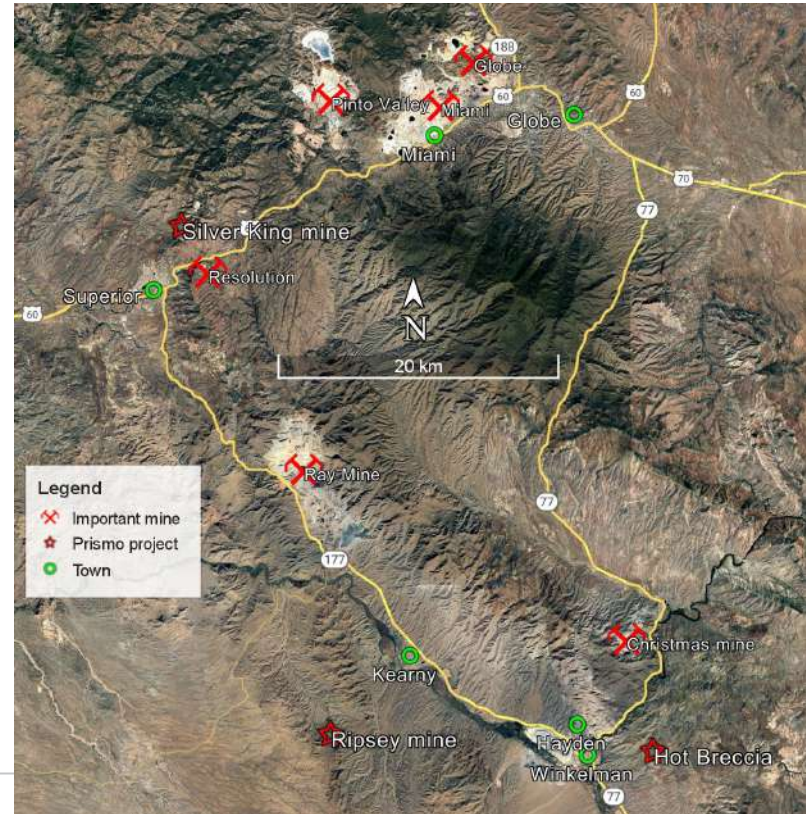 188
Globe
60
Pinto Valley
Miami
Globe
60
Miami
70
77
Silver King mine
Resolution
Superior
60
N
20 km
Ray Mine
Legend
Important mine
Prismo project
Town
77
177
Christmas mine
Kearny
Ripsey mine
Hayden
Hot Breccia
Winkelman
77